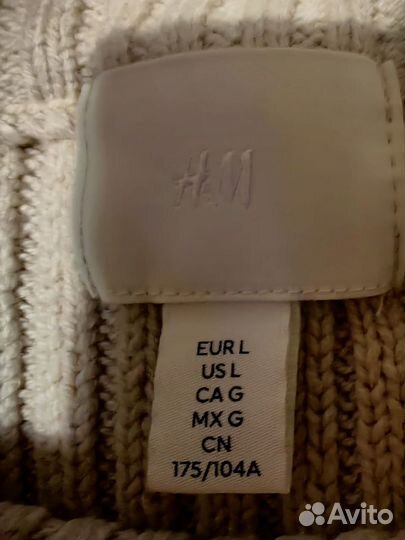 H&M
EUR L
US L
CA G
MX G
CN
175/104A
Avito